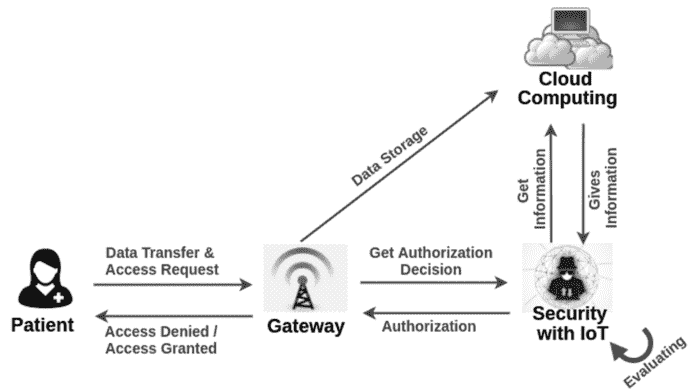 Cloud
Computing
Data Storage
Get
Information
Gives
Information
Data Transfer &
Access Request
Get Authorization
Decision
Patient
Gateway
Security
with IoT
Access Denied /
Access Granted
Authorization
Evaluating